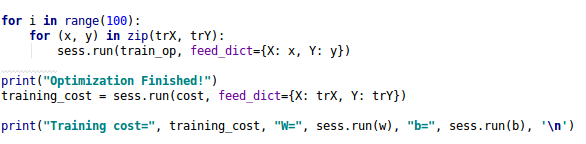 for i in range(100):
    for (x, y) in zip(trX, trY):
        sess.run(train_op, feed_dict={X: x, Y: y})
print("Optimization Finished!")
training_cost = sess.run(cost, feed_dict={X: trX, Y: trY})
print("Training cost=", training_cost, "W=", sess.run(w), "b=", sess.run(b), '\n')